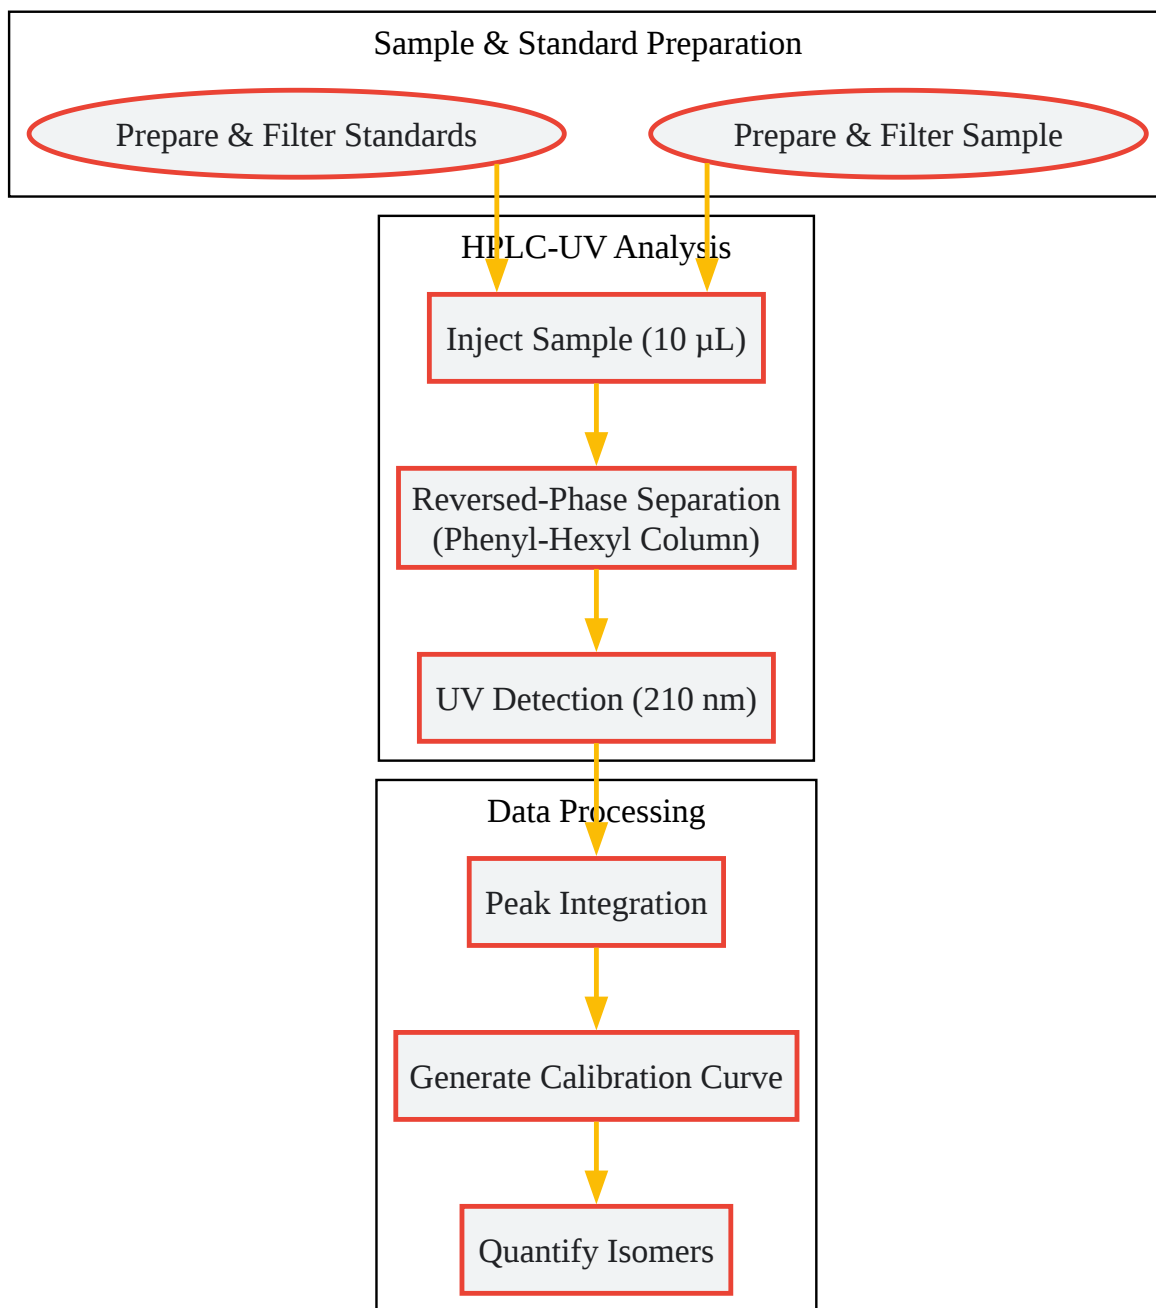 Sample & Standard Preparation
Prepare & Filter Standards
Prepare & Filter Sample
HPLC-UV Analysis
Inject Sample (10 µL)
Reversed-Phase Separation
(Phenyl-Hexyl Column)
UV Detection (210 nm)
Data Processing
Peak Integration
Generate Calibration Curve
Quantify Isomers